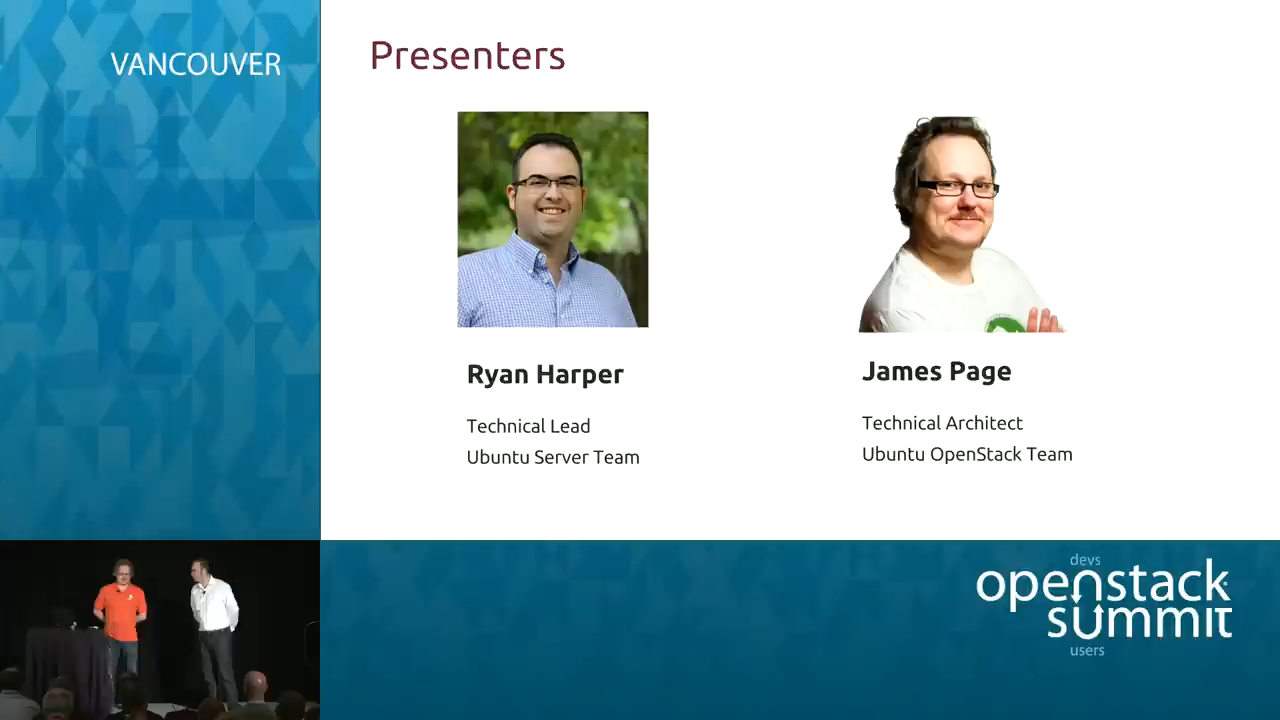 VANCOUVER
Presenters
Ryan Harper
Technical Lead
Ubuntu Server Team
James Page
Technical Architect
Ubuntu OpenStack Team
devs
openstack
summit
users